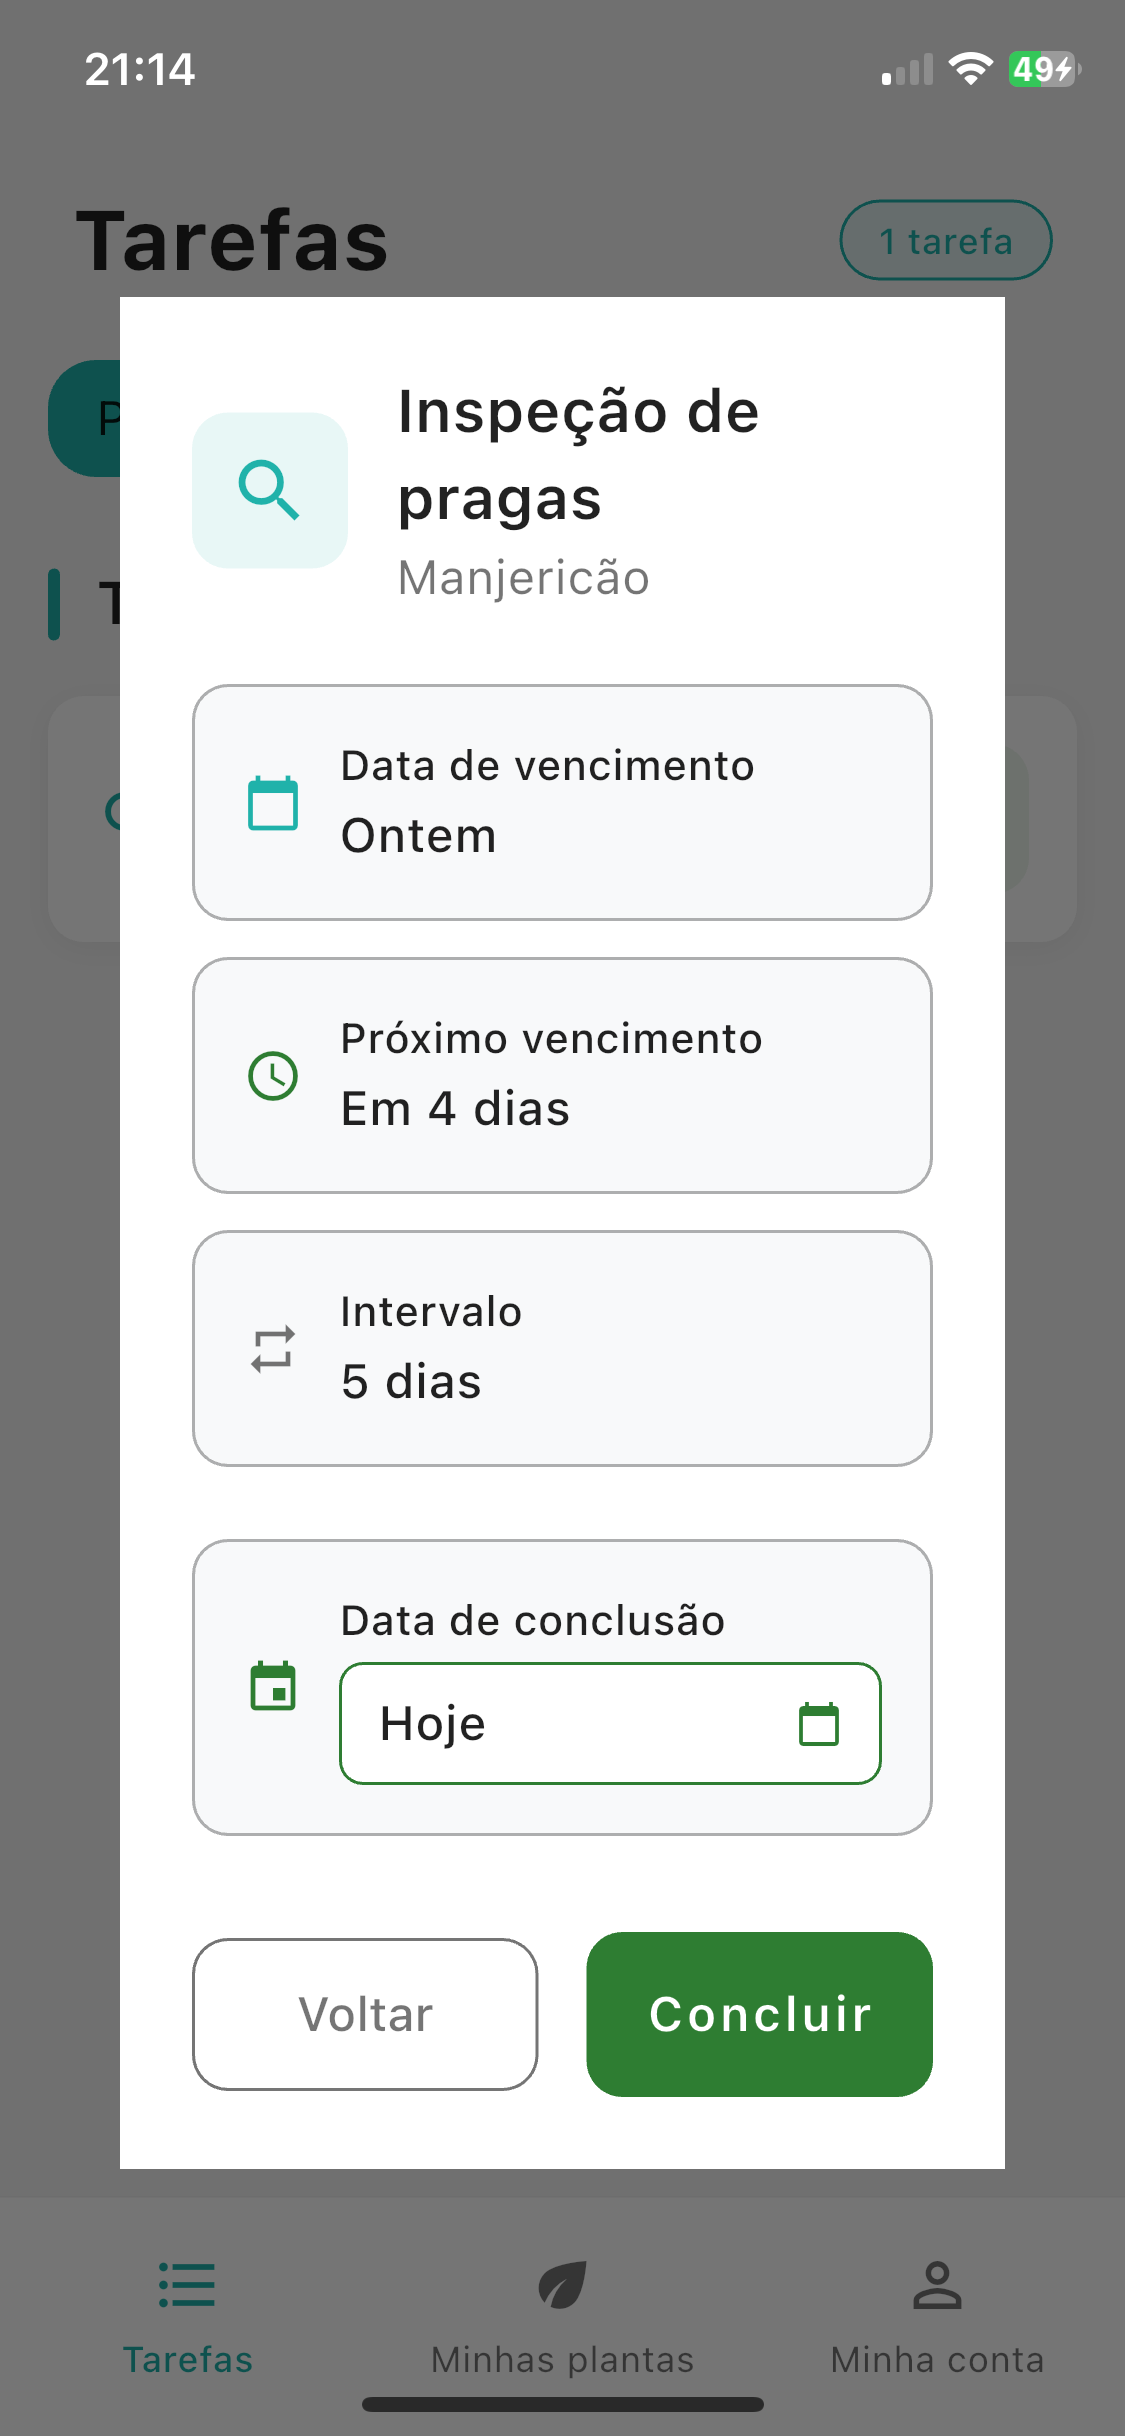 21:14
49
Tarefas
1 tarefa
P
T
Inspeção de
pragas
Manjericão
Data de vencimento
Ontem
Próximo vencimento
Em 4 dias
Intervalo
5 dias
Data de conclusão
Hoje
Voltar
Concluir
Tarefas
Minhas plantas
Minha conta